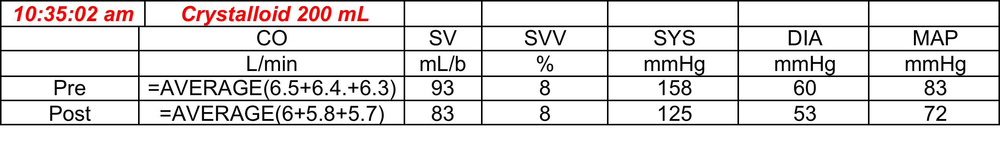 10:35:02 am Crystalloid 200 mL
CO SV SVV SYS DIA MAP
L/min mL/b % mmHg mmHg mmHg
Pre =AVERAGE(6.5+6.4.+6.3) 93 8 158 60 83
Post =AVERAGE(6+5.8+5.7) 83 8 125 53 72